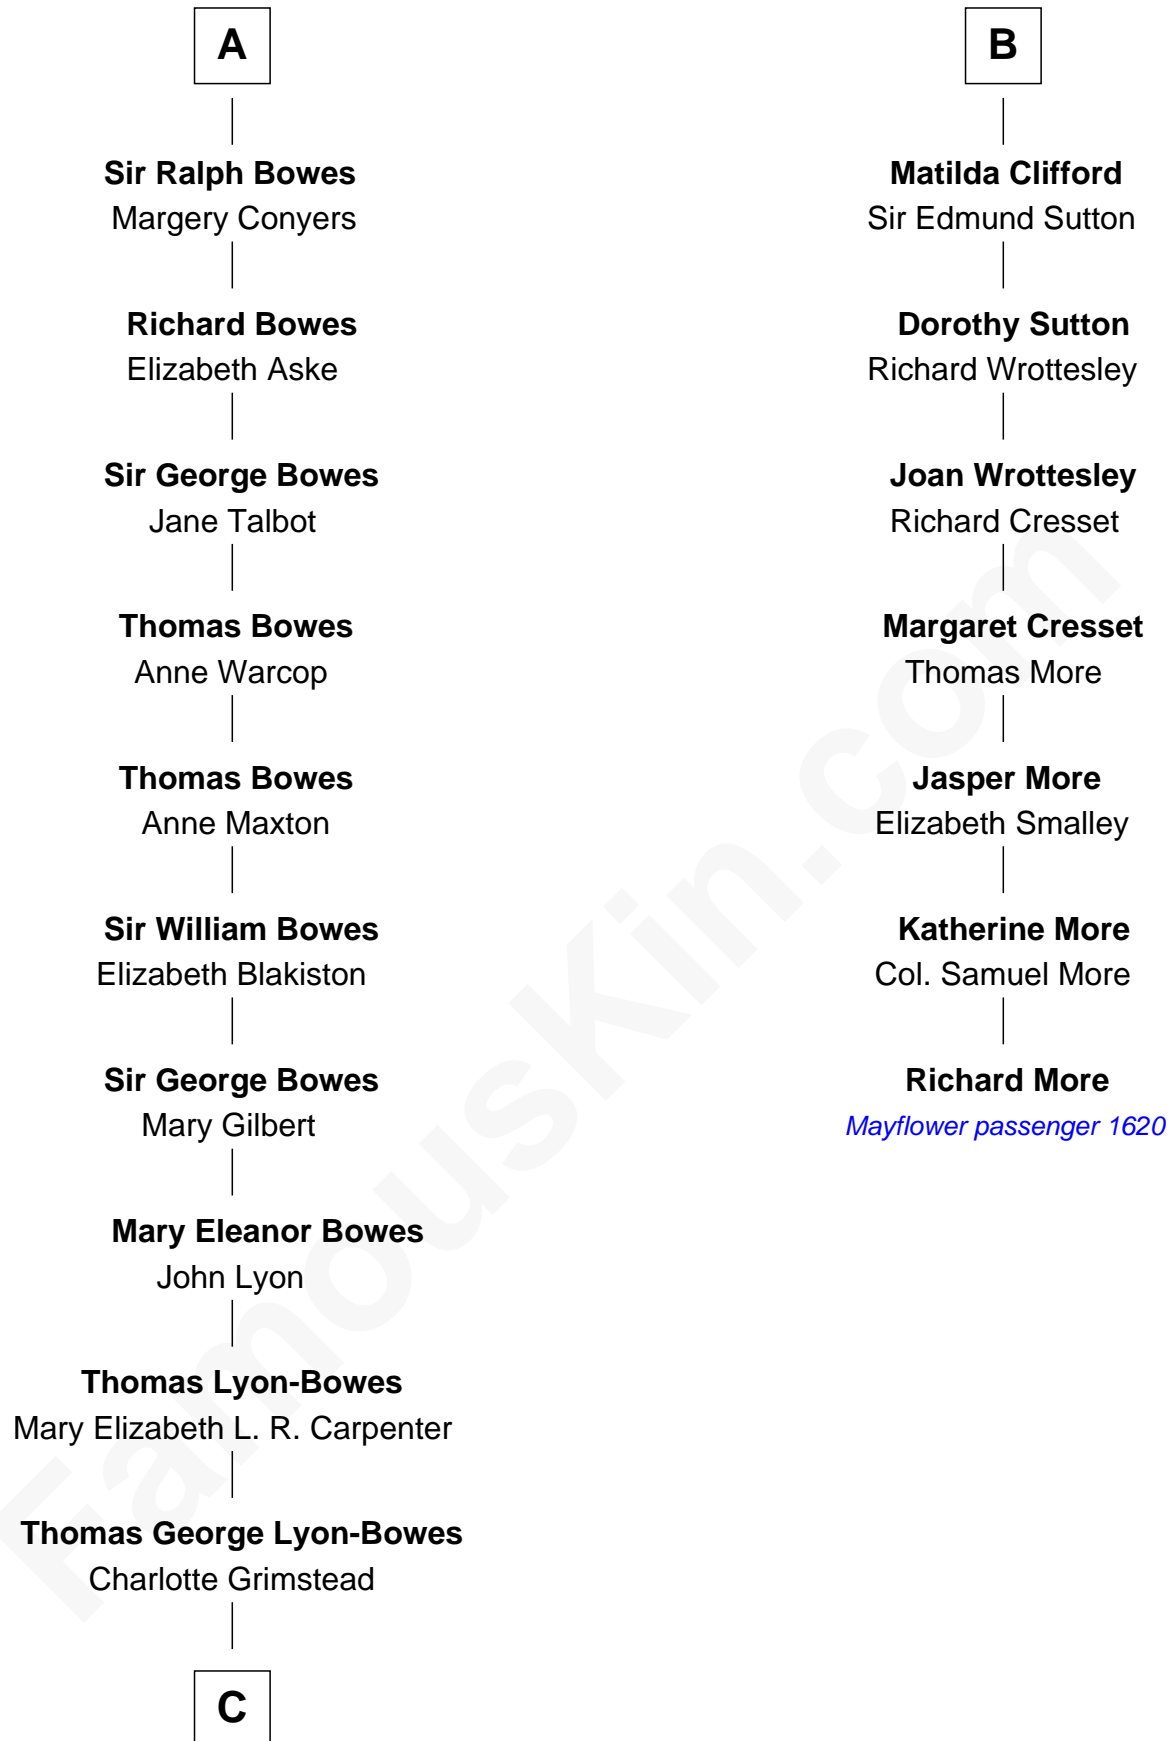 A
Sir Ralph Bowes
Margery Conyers
Richard Bowes
Elizabeth Aske
Sir George Bowes
Jane Talbot
Thomas Bowes
Anne Warcop
Thomas Bowes
Anne Maxton
Sir William Bowes
Elizabeth Blakiston
Sir George Bowes
Mary Gilbert
Mary Eleanor Bowes
John Lyon
Thomas Lyon-Bowes
Mary Elizabeth L. R. Carpenter
Thomas George Lyon-Bowes
Charlotte Grimstead
C
B
Matilda Clifford
Sir Edmund Sutton
Dorothy Sutton
Richard Wrottesley
Joan Wrottesley
Richard Cresset
Margaret Cresset
Thomas More
Jasper More
Elizabeth Smalley
Katherine More
Col. Samuel More
Richard More
Mayflower passenger 1620
FamousKin.com